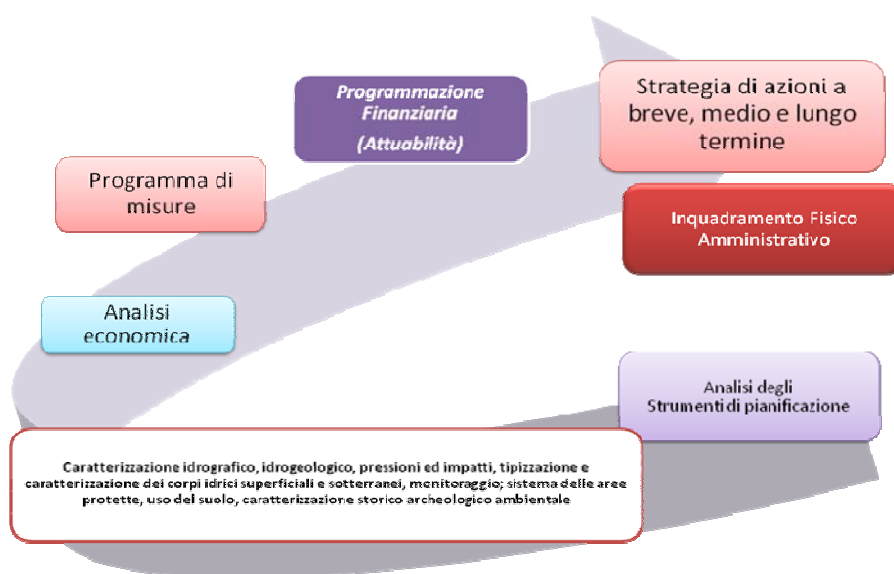 Programmazione
Finanziaria
(Attuabilità)
Strategia di azioni a
breve, medio e lungo
termine
Programma di
misure
Inquadramento Fisico
Amministrativo
Analisi
economica
Analisi degli
Strumenti di pianificazione
Caratterizzazione idrografico, idrogeologico, pressioni ed impatti, tipizzazione e
caratterizzazione dei corpi idrici superficiali e sotterranei, monitoraggio; sistema delle aree
protette, uso del suolo, caratterizzazione storico archeologico ambientale